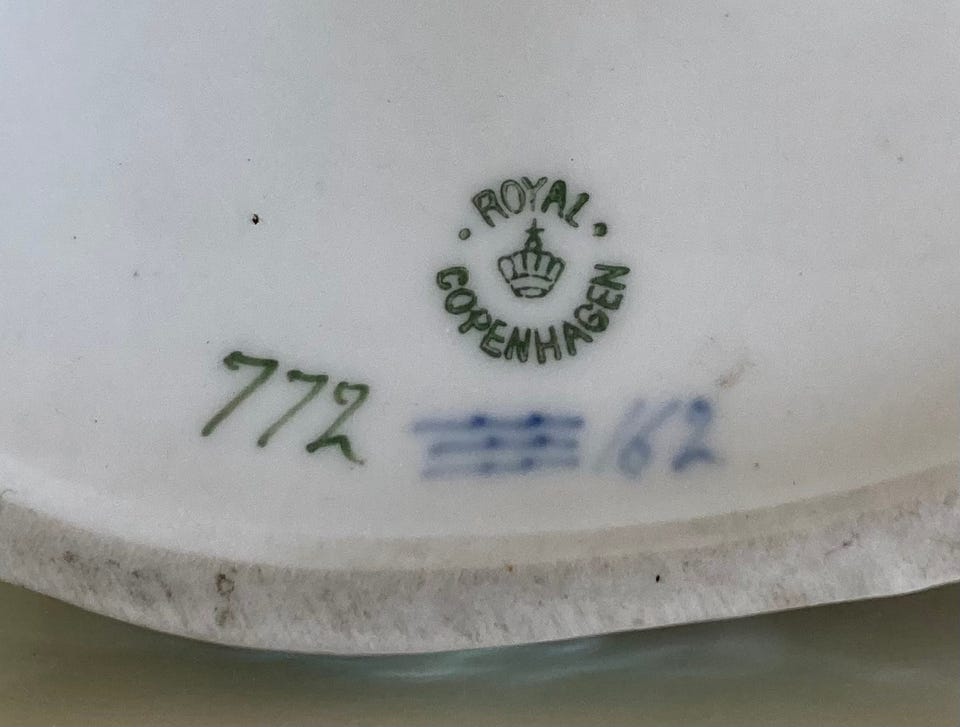 ROYAL
COPENHAGEN
772
162